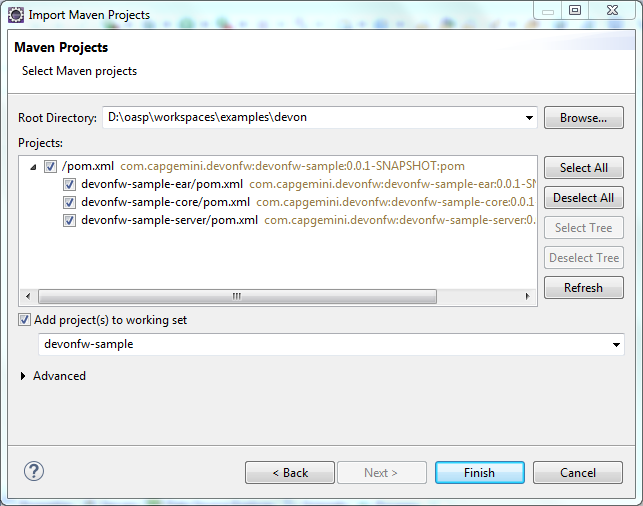 Import Maven Projects
Maven Projects
Select Maven projects
Root Directory: D:\oasp\workspaces\examples\devon Browse...
Projects:
/pom.xml com.capgemini.devonfw:devonfw-sample:0.0.1-SNAPSHOT:pom Select All
devonfw-sample-ear/pom.xml com.capgemini.devonfw:devonfw-sample-ear:0.0.1-SN
devonfw-sample-core/pom.xml com.capgemini.devonfw:devonfw-sample-core:0.0.1 Deselect All
devonfw-sample-server/pom.xml com.capgemini.devonfw:devonfw-sample-server:0. Select Tree
Deselect Tree
Refresh
Add project(s) to working set
devonfw-sample
Advanced
? < Back Next > Finish Cancel